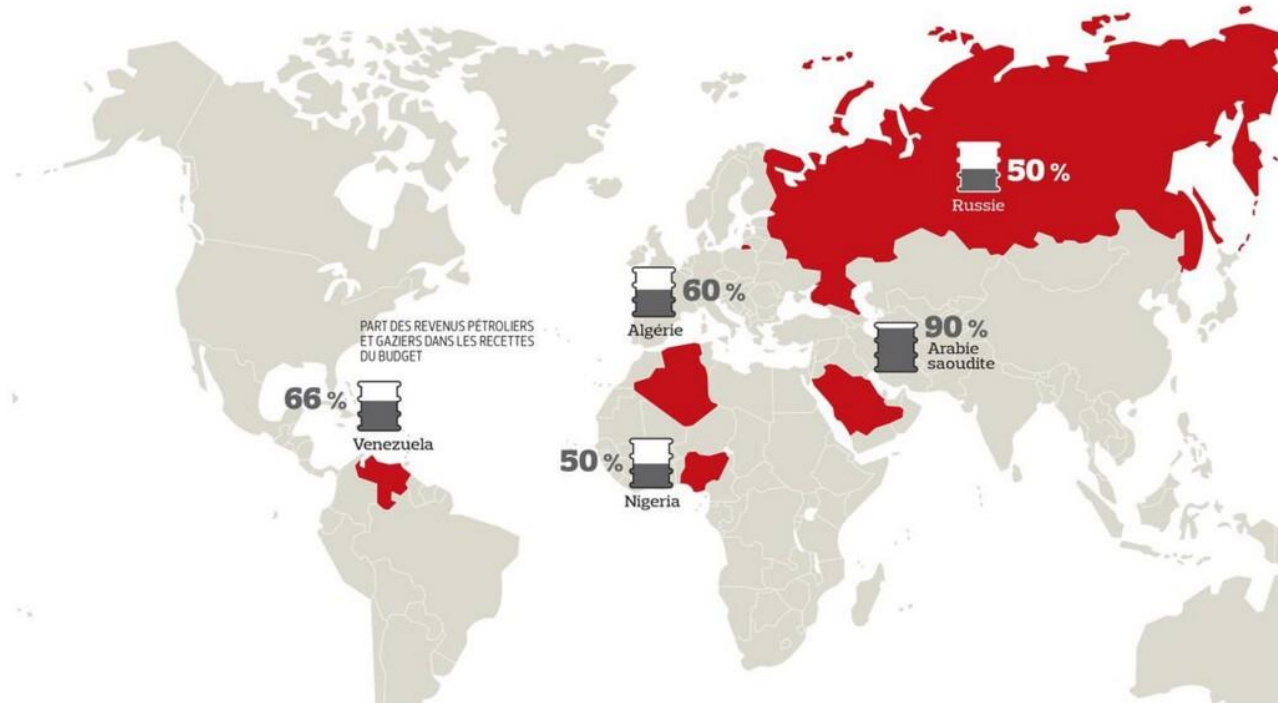 50 %
Russie
60 %
Algérie
90 %
Arabie
saoudite
PART DES REVENUS PÉTROLIERS
ET GAZIERS DANS LES RECETTES
DU BUDGET
66 %
Venezuela
50 %
Nigeria